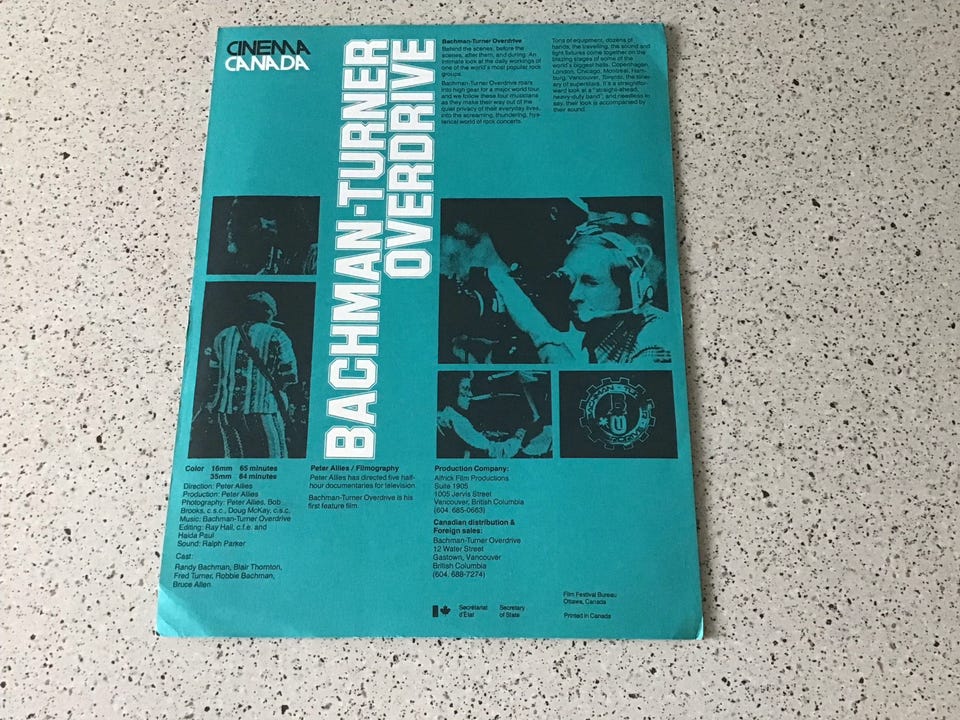 CINEMA
CANADA
BACHMAN-TURNER
OVERDRIVE
Bachman-Turner Overdrive
Behind the scenes, before the
scenes, after them, and during. An
intimate look at the daily workings of
one of the world's most popular rock
groups.
Bachman-Turner Overdrive roars
into high gear for a major world tour,
and we follow these four musicians
as they make their way out of the
quiet privacy of their everyday lives,
into the screaming, thundering, hys-
terical world of rock concerts.
Tons of equipment, dozens of
hands, the travelling, the sound and
light fixtures come together on the
blazing stages of some of the
world's biggest halls. Copenhagen,
London, Chicago, Montreal, Ham-
burg, Vancouver, Toronto, the itiner-
ary of superstars. It's a straightfor-
ward look at a "straight-ahead,
heavy-duty band", and needless to
say, their look is accompanied by
their sound.
Color 16mm 65 minutes
35mm 64 minutes
Direction: Peter Allies
Production: Peter Allies
Photography: Peter Allies, Bob
Brooks, c.s.c., Doug McKay, c.s.c.
Music: Bachman-Turner Overdrive
Editing: Ray Hall, c.f.e. and
Haida Paul
Sound: Ralph Parker
Cast:
Randy Bachman, Blair Thornton,
Fred Turner, Robbie Bachman,
Bruce Allen
Peter Allies / Filmography
Peter Allies has directed five half-
hour documentaries for television.
Bachman-Turner Overdrive is his
first feature film
Production Company:
Alfrick Film Productions
Suite 1905
1005 Jervis Street
Vancouver, British Columbia
(604. 685-0663)
Canadian distribution &
Foreign sales:
Bachman-Turner Overdrive
12 Water Street
Gastown, Vancouver
British Columbia
(604. 688-7274)
Secrétariat
d'État
Secretary
of State
Film Festival Bureau
Ottawa, Canada
Printed in Canada